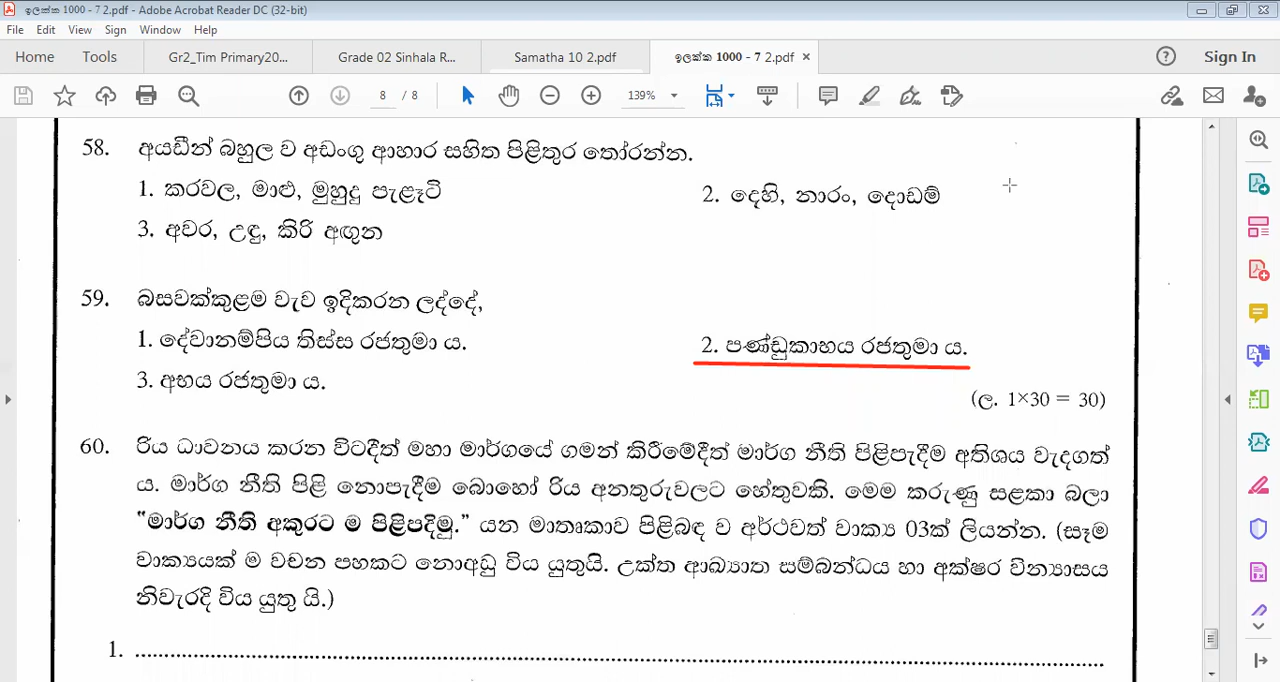 ඉලක්ක 1000 - 7 2.pdf - Adobe Acrobat Reader DC (32-bit)
File Edit View Sign Window Help
Home Tools Gr2_Tim Primary20... Grade 02 Sinhala R... Samatha 10 2.pdf ඉලක්ක 1000 - 7 2.pdf × Sign In
8 / 8 139%
58. අයඩීන් බහුල ව අඩංගු ආහාර සහිත පිළිතුර තෝරන්න.
1. කරවල, මාළු, මුහුදු පැළෑටි 2. දෙහි, නාරං, දොඩම්
3. අවර, උඳු, කිරි අඟුන
59. බසවක්කුළම වැව ඉදිකරන ලද්දේ,
1. දේවානම්පිය තිස්ස රජතුමා ය. 2. පණ්ඩුකාභය රජතුමා ය.
3. අභය රජතුමා ය.
(ල. 1×30 = 30)
60. රිය ධාවනය කරන විටදීත් මහා මාර්ගයේ ගමන් කිරීමේදීත් මාර්ග නීති පිළිපැදීම අතිශය වැදගත්
ය. මාර්ග නීති පිළි නොපැදීම බොහෝ රිය අනතුරුවලට හේතුවකි. මෙම කරුණු සළකා බලා
"මාර්ග නීති අකුරට ම පිළිපදිමු." යන මාතෘකාව පිළිබඳ ව අර්ථවත් වාක්‍ය 03ක් ලියන්න. (සෑම
වාක්‍යයක් ම වචන පහකට නොඅඩු විය යුතුයි. උක්ත ආඛ්‍යාත සම්බන්ධය හා අක්ෂර වින්‍යාසය
නිවැරදි විය යුතු යි.)
1. ........................................................................